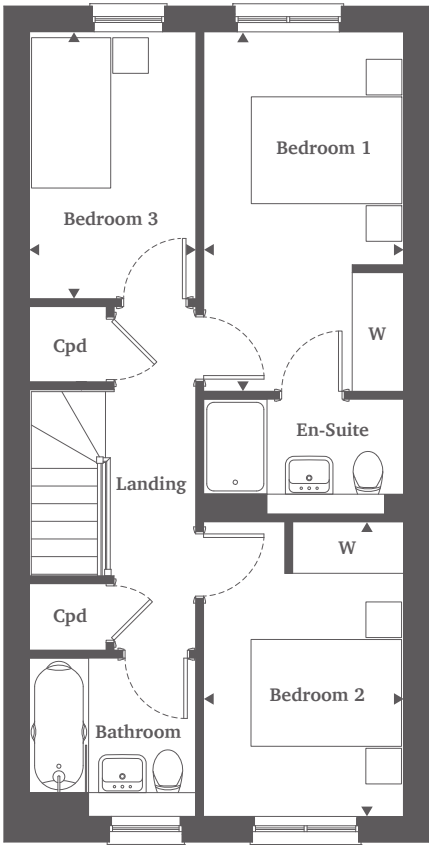 Bedroom 1
Bedroom 3
Cpd
W
En-Suite
Landing
W
Cpd
Bedroom 2
Bathroom